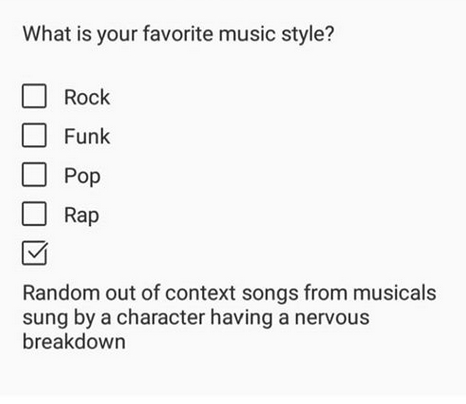 What is your favorite music style?
Rock
Funk
Pop
Rap
Random out of context songs from musicals
sung by a character having a nervous
breakdown